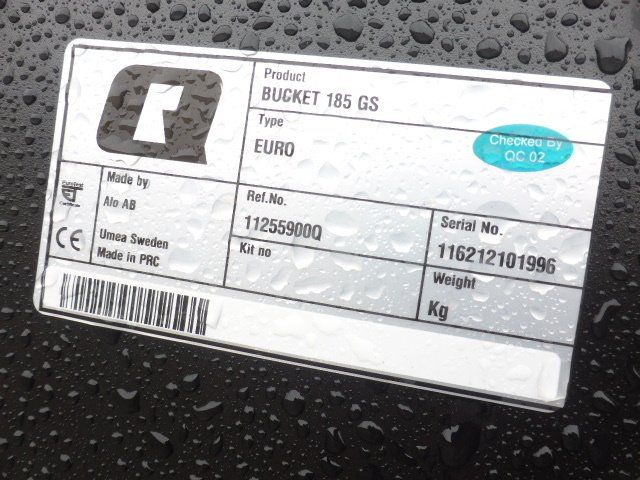 Product
BUCKET 185 GS
Type
EURO
Checked By
QC 02
Made by
Alo AB
Umea Sweden
Made in PRC
CE
Ref.No.
11255900Q
Kit no
Serial No.
116212101996
Weight
Kg